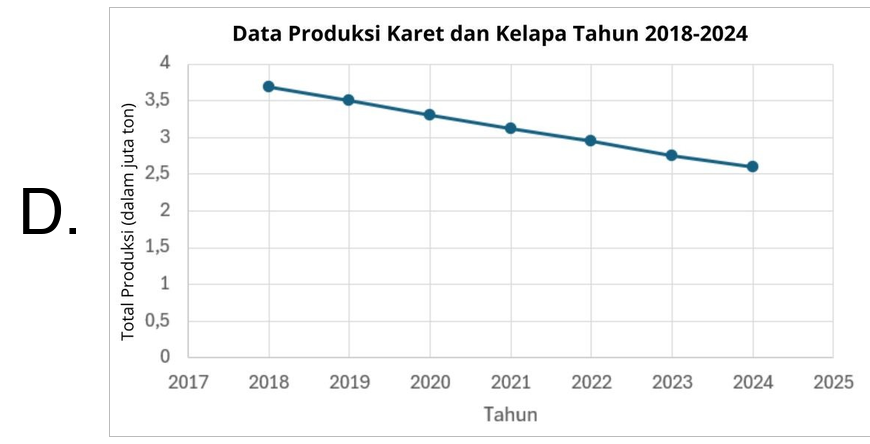 D.
Data Produksi Karet dan Kelapa Tahun 2018-2024
Total Produksi (dalam juta ton)
4
3,5
3
2,5
2
1,5
1
0,5
0
2017 2018 2019 2020 2021 2022 2023 2024 2025
Tahun